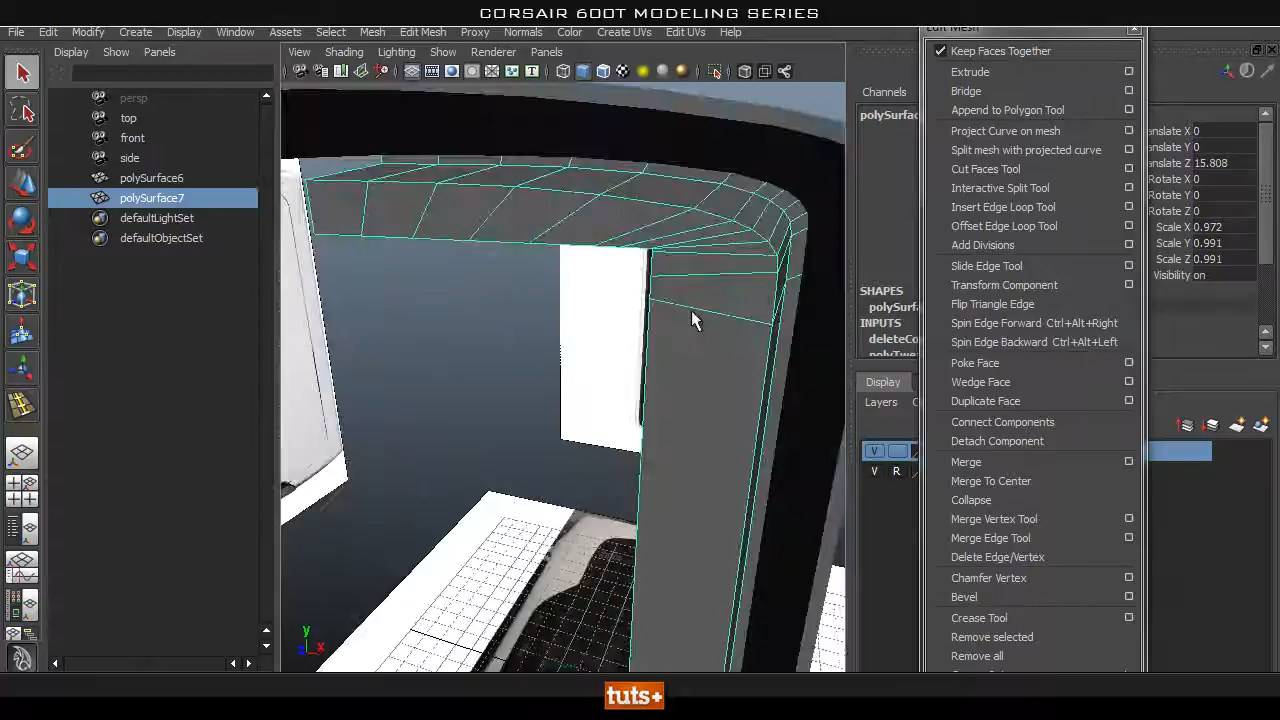 CORSAIR 600T MODELING SERIES
File Edit Modify Create Display Window Assets Select Mesh Edit Mesh Proxy Normals Color Create UVs Edit UVs Help
Display Show Panels
View Shading Lighting Show Renderer Panels
persp
top
front
side
polySurface6
polySurface7
defaultLightSet
defaultObjectSet
y
z
x
Edit Mesh
Keep Faces Together
Extrude
Bridge
Append to Polygon Tool
Project Curve on mesh
Split mesh with projected curve
Cut Faces Tool
Interactive Split Tool
Insert Edge Loop Tool
Offset Edge Loop Tool
Add Divisions
Slide Edge Tool
Transform Component
Flip Triangle Edge
Spin Edge Forward Ctrl+Alt+Right
Spin Edge Backward Ctrl+Alt+Left
Poke Face
Wedge Face
Duplicate Face
Connect Components
Detach Component
Merge
Merge To Center
Collapse
Merge Vertex Tool
Merge Edge Tool
Delete Edge/Vertex
Chamfer Vertex
Bevel
Crease Tool
Remove selected
Remove all
Channels
polySurfac
anslate X 0
anslate Y 0
anslate Z 15.808
Rotate X 0
Rotate Y 0
Rotate Z 0
Scale X 0.972
Scale Y 0.991
Scale Z 0.991
Visibility on
SHAPES
polySurfa
INPUTS
deleteCo
polyTwea
Display
Layers
V
V R
tuts+